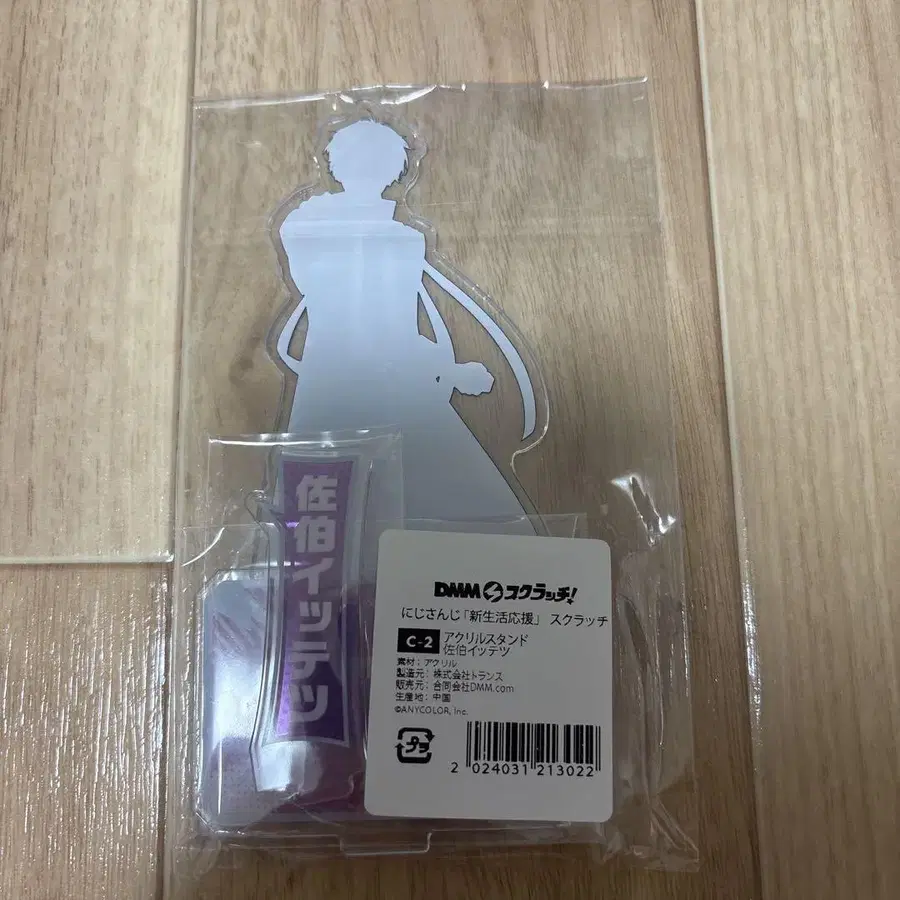 佐伯イッテツ
DMMスクラッチ!
にじさんじ「新生活応援」 スクラッチ
C-2 アクリルスタンド
佐伯イッテツ
素材：アクリル
製造元：株式会社トランス
販売元：合同会社DMM.com
生産地：中国
©ANYCOLOR, Inc.
プラ
2 024031 213022